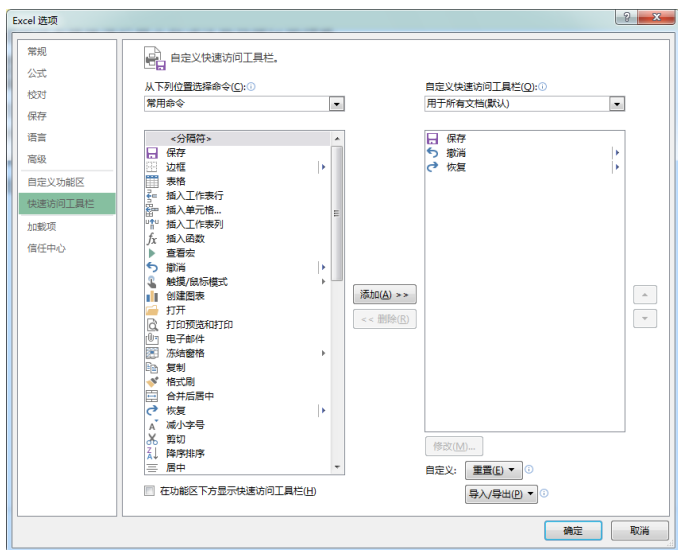 Excel 选项
常规
公式
校对
保存
语言
高级
自定义功能区
快速访问工具栏
加载项
信任中心
自定义快速访问工具栏。
从下列位置选择命令(C):
常用命令
<分隔符>
保存
边框
表格
插入工作表行
插入单元格...
插入工作表列
插入函数
查看宏
撤消
触摸/鼠标模式
创建图表
打开
打印预览和打印
电子邮件
冻结窗格
复制
格式刷
合并后居中
恢复
减小字号
剪切
降序排序
居中
在功能区下方显示快速访问工具栏(H)
添加(A) >>
<< 删除(R)
自定义快速访问工具栏(Q):
用于所有文档(默认)
保存
撤消
恢复
修改(M)...
自定义: 重置(E)
导入/导出(P)
确定 取消